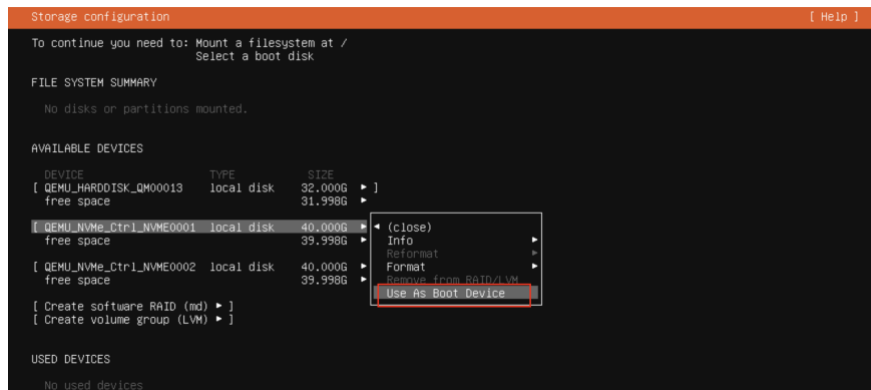 Storage configuration [ Help ]
To continue you need to: Mount a filesystem at /
Select a boot disk
FILE SYSTEM SUMMARY
No disks or partitions mounted.
AVAILABLE DEVICES
DEVICE TYPE SIZE
[ QEMU_HARDDISK_QM00013 local disk 32.000G ▸ ]
free space 31.998G ▸
[ QEMU_NVMe_Ctrl_NVME0001 local disk 40.000G ▸ ◂ (close)
free space 39.998G ▸ Info ▸
Reformat ▸
[ QEMU_NVMe_Ctrl_NVME0002 local disk 40.000G ▸ Format ▸
free space 39.998G ▸ Remove from RAID/LVM
Use As Boot Device
[ Create software RAID (md) ▸ ]
[ Create volume group (LVM) ▸ ]
USED DEVICES
No used devices